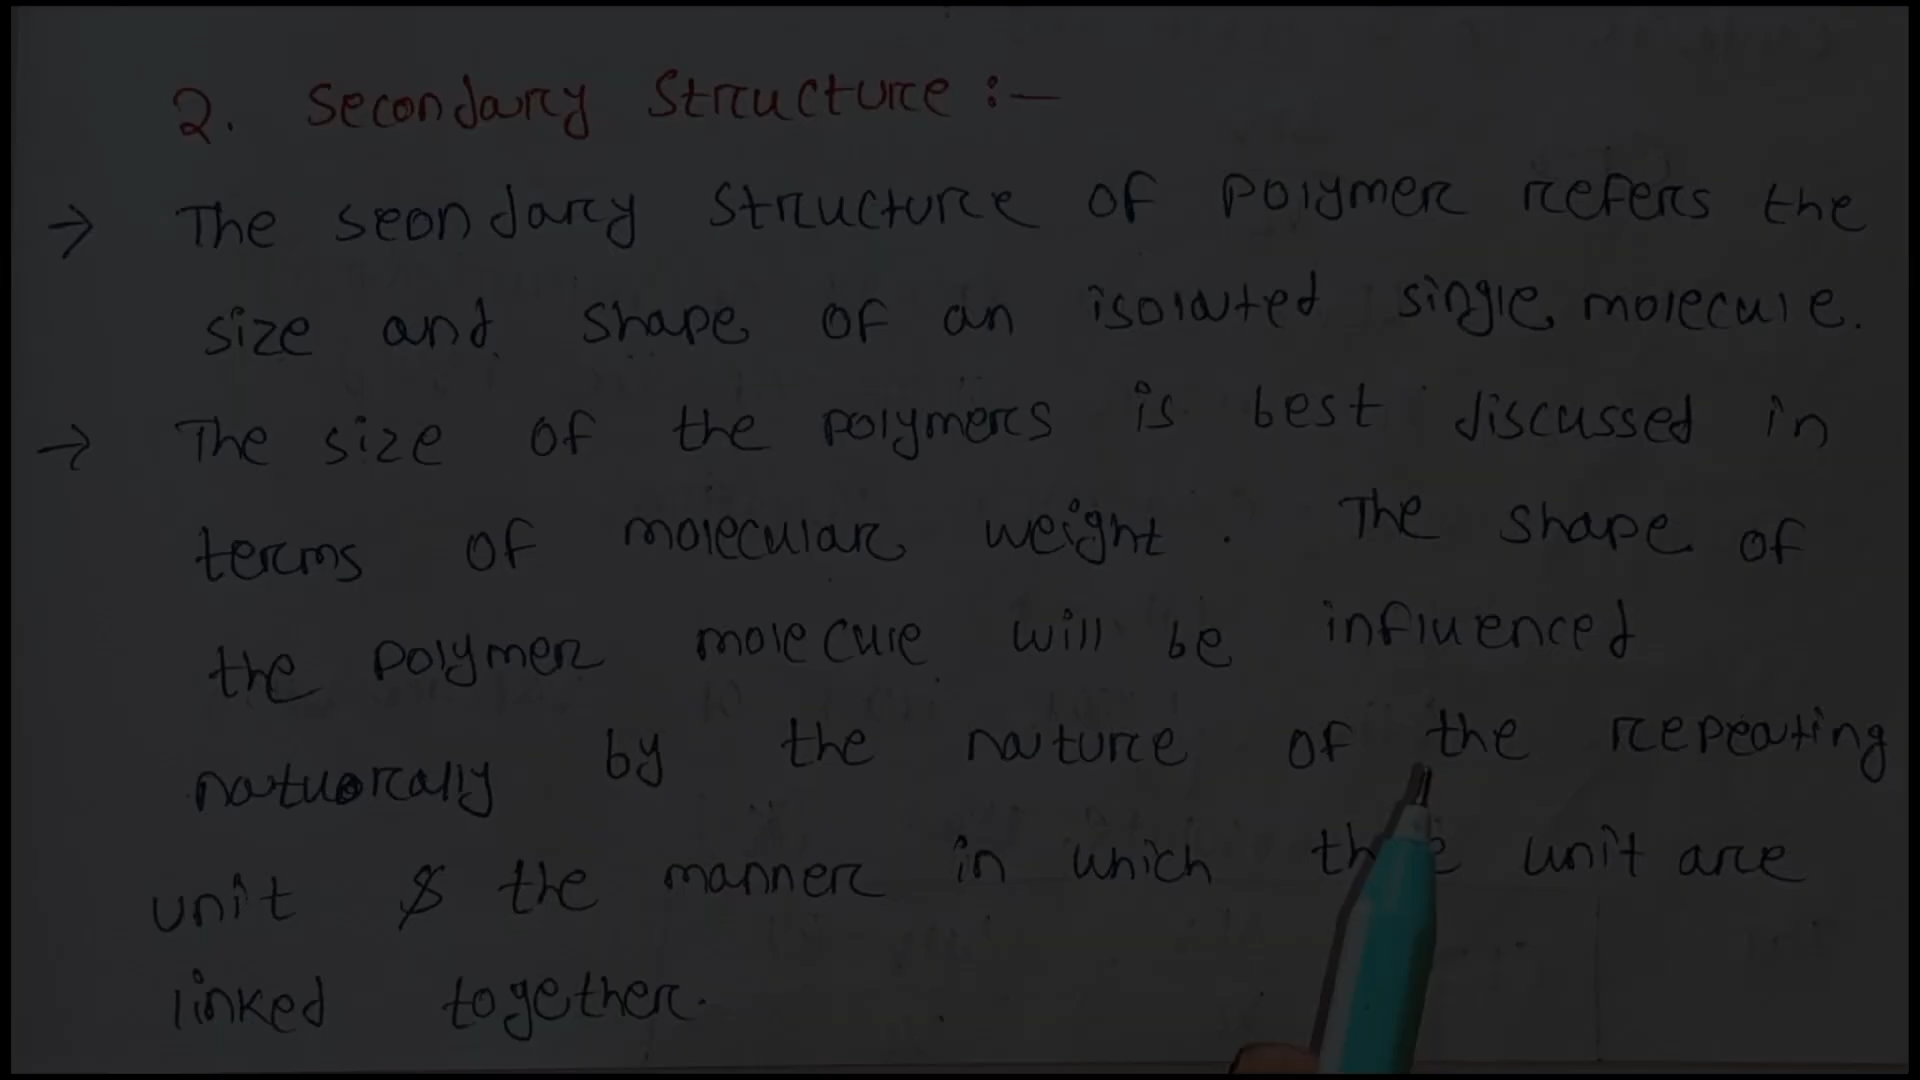 2. Secondary Structure :-
→ The seondary structure of polymer refers the
size and shape of an isolated single molecule.
→ The size of the polymers is best discussed in
terms of molecular weight. The shape of
the polymer molecule will be influenced
naturally by the nature of the repeating
unit & the manner in which the unit are
linked together.